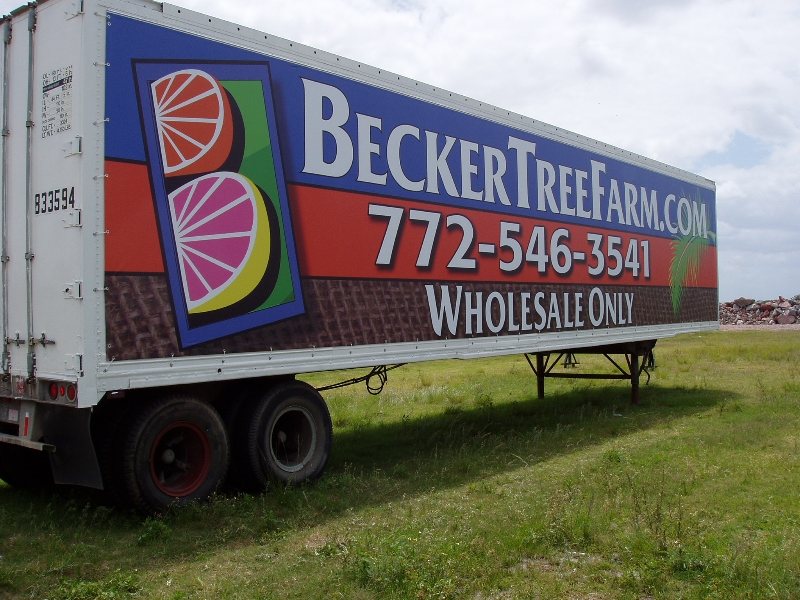 BECKERTREEFARM.COM
772-546-3541
WHOLESALE ONLY
833594